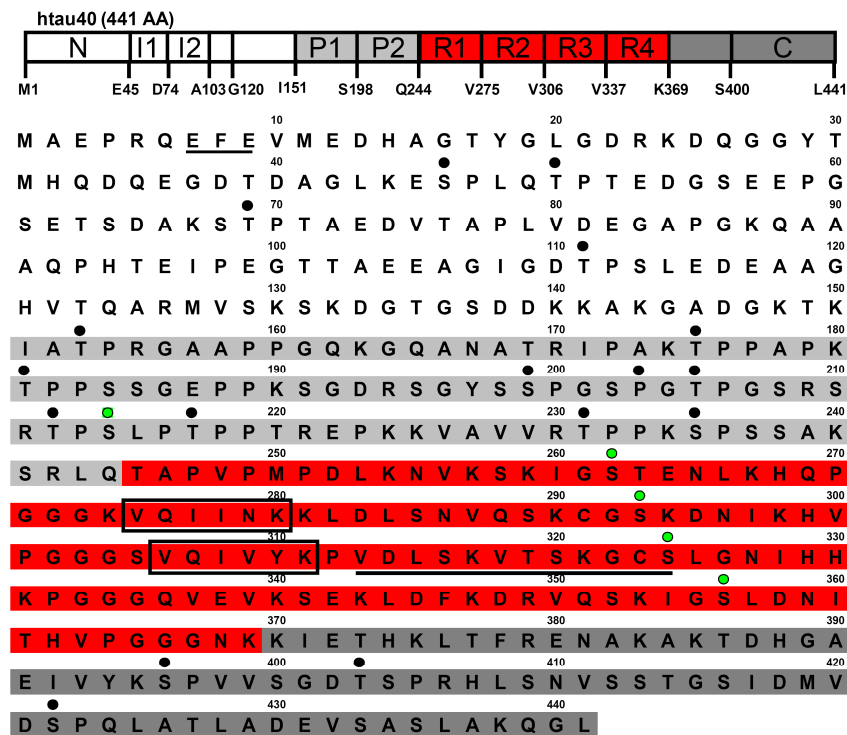 htau40 (441 AA)
N I1 I2 P1 P2 R1 R2 R3 R4 C
M1 E45 D74 A103 G120 I151 S198 Q244 V275 V306 V337 K369 S400 L441
10 20 30
M A E P R Q E F E V M E D H A G T Y G L G D R K D Q G G Y T
40 60
M H Q D Q E G D T D A G L K E S P L Q T P T E D G S E E P G
70 80 90
S E T S D A K S T P T A E D V T A P L V D E G A P G K Q A A
100 110 120
A Q P H T E I P E G T T A E E A G I G D T P S L E D E A A G
130 140 150
H V T Q A R M V S K S K D G T G S D D K K A K G A D G K T K
160 170 180
I A T P R G A A P P G Q K G Q A N A T R I P A K T P P A P K
190 200 210
T P P S S G E P P K S G D R S G Y S S P G S P G T P G S R S
220 230 240
R T P S L P T P P T R E P K K V A V V R T P P K S P S S A K
250 260 270
S R L Q T A P V P M P D L K N V K S K I G S T E N L K H Q P
280 290 300
G G G K V Q I I N K K L D L S N V Q S K C G S K D N I K H V
310 320 330
P G G G S V Q I V Y K P V D L S K V T S K G C S L G N I H H
340 350 360
K P G G G Q V E V K S E K L D F K D R V Q S K I G S L D N I
370 380 390
T H V P G G G N K K I E T H K L T F R E N A K A K T D H G A
400 410 420
E I V Y K S P V V S G D T S P R H L S N V S S T G S I D M V
430 440
D S P Q L A T L A D E V S A S L A K Q G L